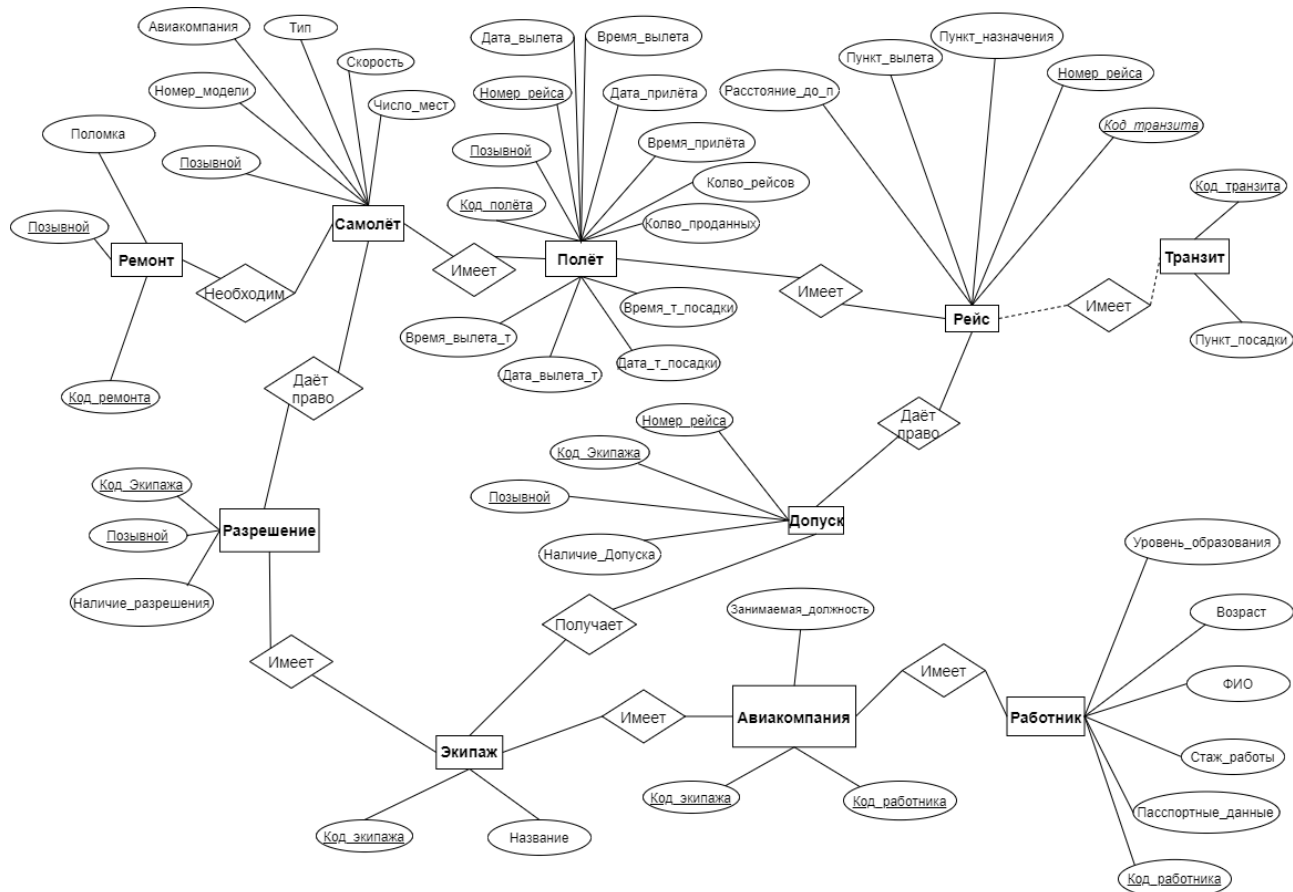 Авиакомпания
Тип
Скорость
Номер_модели
Число_мест
Поломка
Позывной
Позывной
Ремонт
Самолёт
Необходим
Код_ремонта
Дата_вылета
Время_вылета
Номер_рейса
Дата_прилёта
Позывной
Время_прилёта
Колво_рейсов
Код_полёта
Колво_проданных
Имеет
Полёт
Время_вылета_т
Время_т_посадки
Дата_вылета_т
Дата_т_посадки
Имеет
Пункт_назначения
Пункт_вылета
Номер_рейса
Расстояние_до_п
Код_транзита
Рейс
Имеет
Код_транзита
Транзит
Пункт_посадки
Даёт
право
Даёт
право
Номер_рейса
Код_Экипажа
Позывной
Допуск
Наличие_Допуска
Код_Экипажа
Разрешение
Позывной
Наличие_разрешения
Имеет
Получает
Занимаемая_должность
Имеет
Авиакомпания
Имеет
Код_экипажа
Код_работника
Экипаж
Код_экипажа
Название
Уровень_образования
Возраст
ФИО
Работник
Стаж_работы
Пасспортные_данные
Код_работника